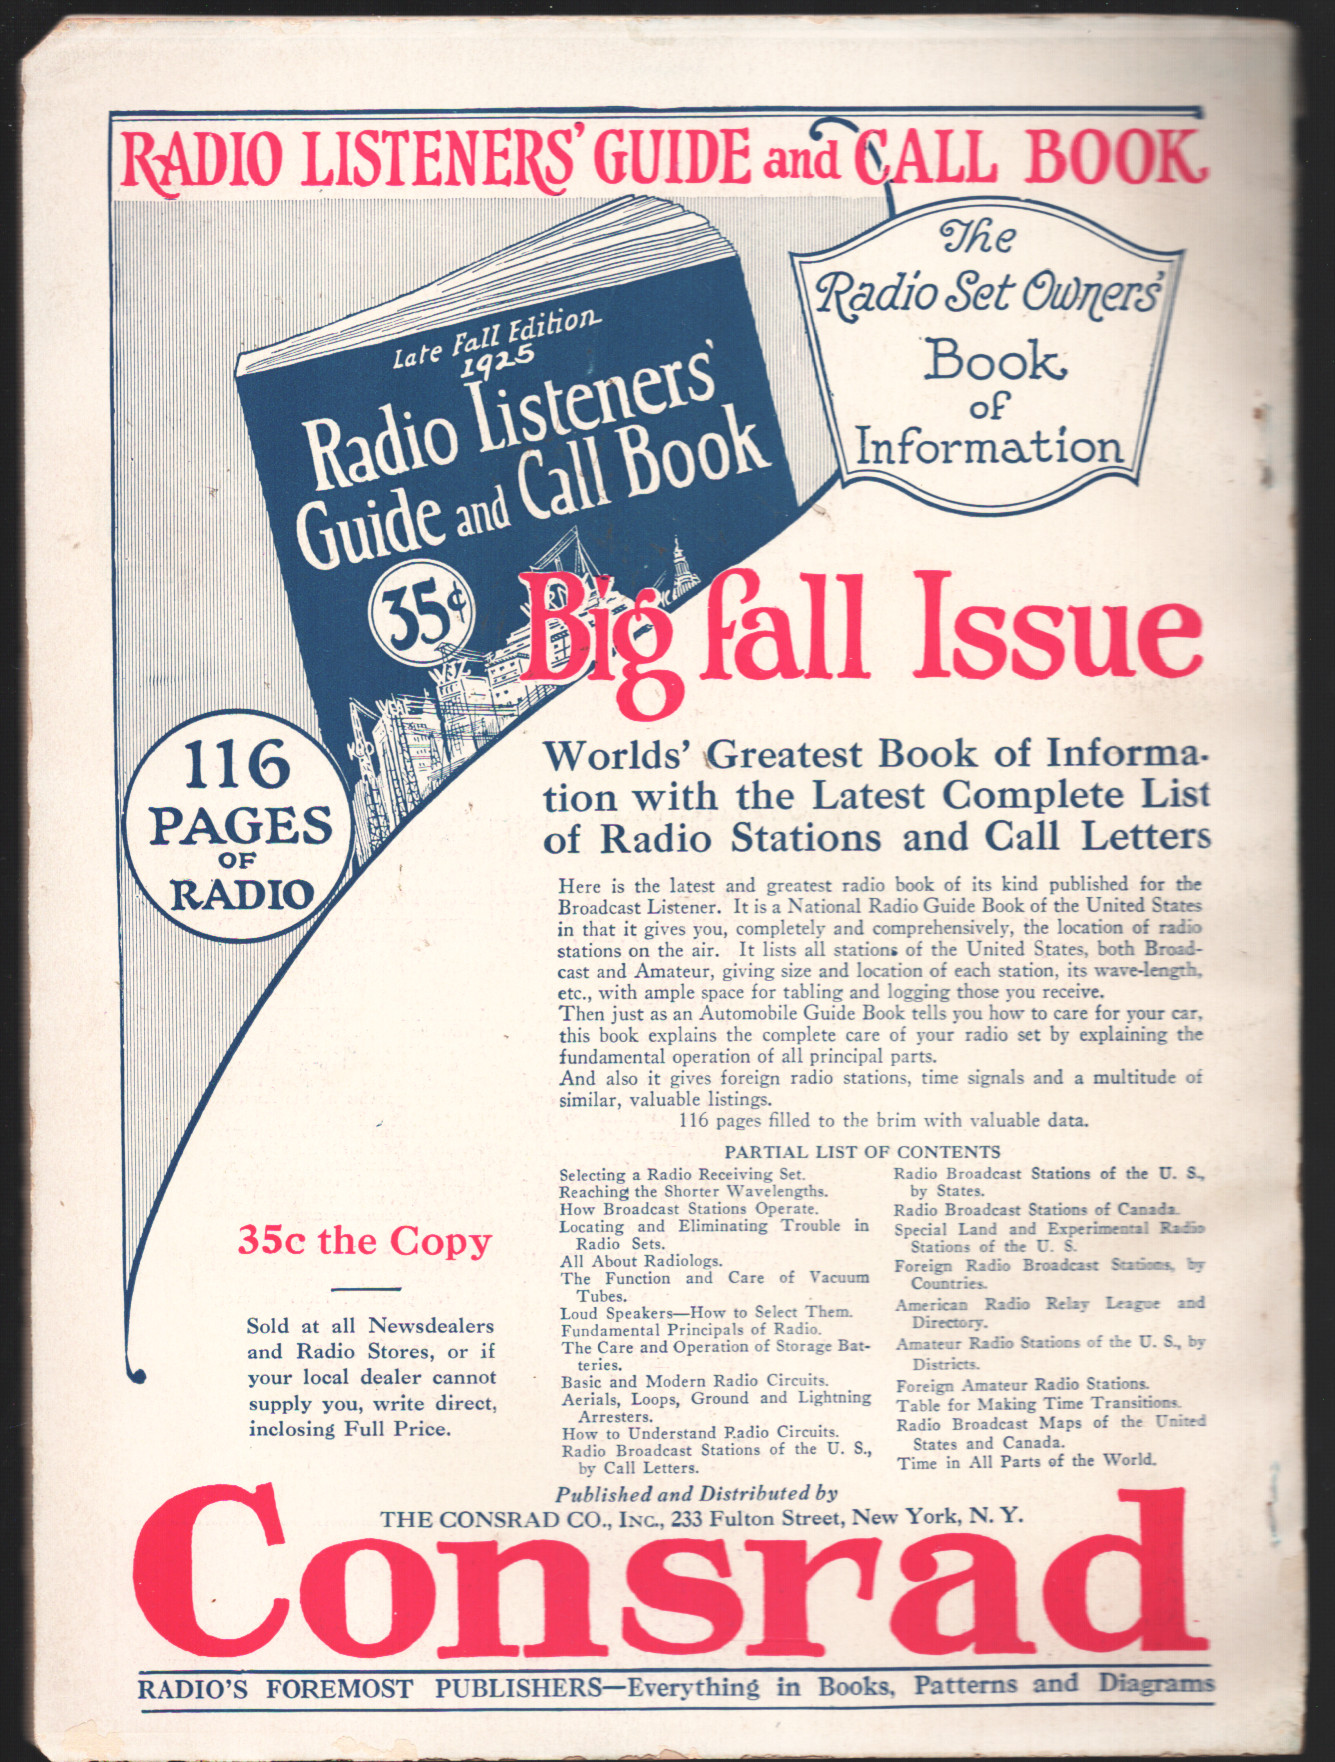 RADIO LISTENERS' GUIDE and CALL BOOK
The
Radio Set Owners'
Book
of
Information
Late Fall Edition
1925
Radio Listeners'
Guide and Call Book
35¢
Big Fall Issue
116
PAGES
OF
RADIO
Worlds' Greatest Book of Informa-
tion with the Latest Complete List
of Radio Stations and Call Letters
Here is the latest and greatest radio book of its kind published for the
Broadcast Listener. It is a National Radio Guide Book of the United States
in that it gives you, completely and comprehensively, the location of radio
stations on the air. It lists all stations of the United States, both Broad-
cast and Amateur, giving size and location of each station, its wave-length,
etc., with ample space for tabling and logging those you receive.
Then just as an Automobile Guide Book tells you how to care for your car,
this book explains the complete care of your radio set by explaining the
fundamental operation of all principal parts.
And also it gives foreign radio stations, time signals and a multitude of
similar, valuable listings.
116 pages filled to the brim with valuable data.
PARTIAL LIST OF CONTENTS
Selecting a Radio Receiving Set.
Reaching the Shorter Wavelengths.
How Broadcast Stations Operate.
Locating and Eliminating Trouble in
Radio Sets.
All About Radiologs.
The Function and Care of Vacuum
Tubes.
Loud Speakers—How to Select Them.
Fundamental Principals of Radio.
The Care and Operation of Storage Bat-
teries.
Basic and Modern Radio Circuits.
Aerials, Loops, Ground and Lightning
Arresters.
How to Understand Radio Circuits.
Radio Broadcast Stations of the U. S.,
by Call Letters.
Radio Broadcast Stations of the U. S.,
by States.
Radio Broadcast Stations of Canada.
Special Land and Experimental Radio
Stations of the U. S.
Foreign Radio Broadcast Stations, by
Countries.
American Radio Relay League and
Directory.
Amateur Radio Stations of the U. S., by
Districts.
Foreign Amateur Radio Stations.
Table for Making Time Transitions.
Radio Broadcast Maps of the United
States and Canada.
Time in All Parts of the World.
35c the Copy
Sold at all Newsdealers
and Radio Stores, or if
your local dealer cannot
supply you, write direct,
inclosing Full Price.
Published and Distributed by
THE CONSRAD CO., INC., 233 Fulton Street, New York, N. Y.
Consrad
RADIO'S FOREMOST PUBLISHERS—Everything in Books, Patterns and Diagrams